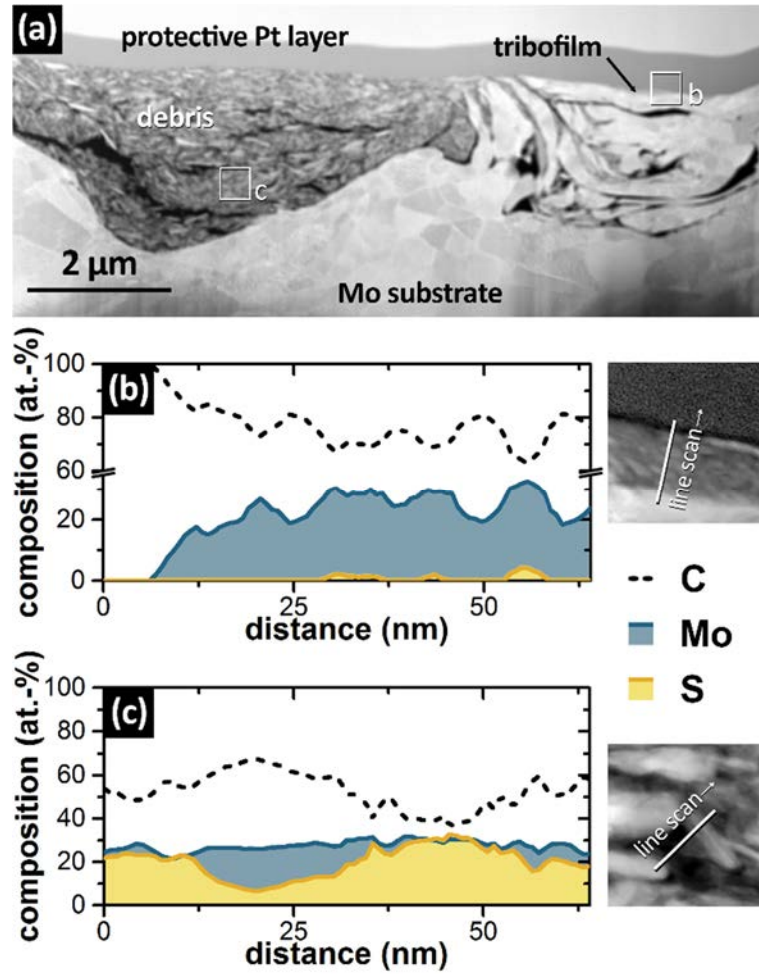 (a)
protective Pt layer
tribofilm
debris
b
c
2 µm
Mo substrate
(b)
composition (at.-%)
100
80
60
20
0
0 25 50
distance (nm)
line scan→
C
Mo
S
(c)
composition (at.-%)
100
80
60
40
20
0
0 25 50
distance (nm)
line scan→